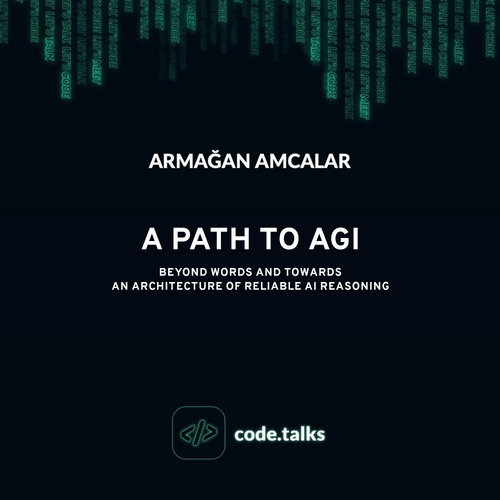 ARMAĞAN AMCALAR
A PATH TO AGI
BEYOND WORDS AND TOWARDS
AN ARCHITECTURE OF RELIABLE AI REASONING
</>
code.talks